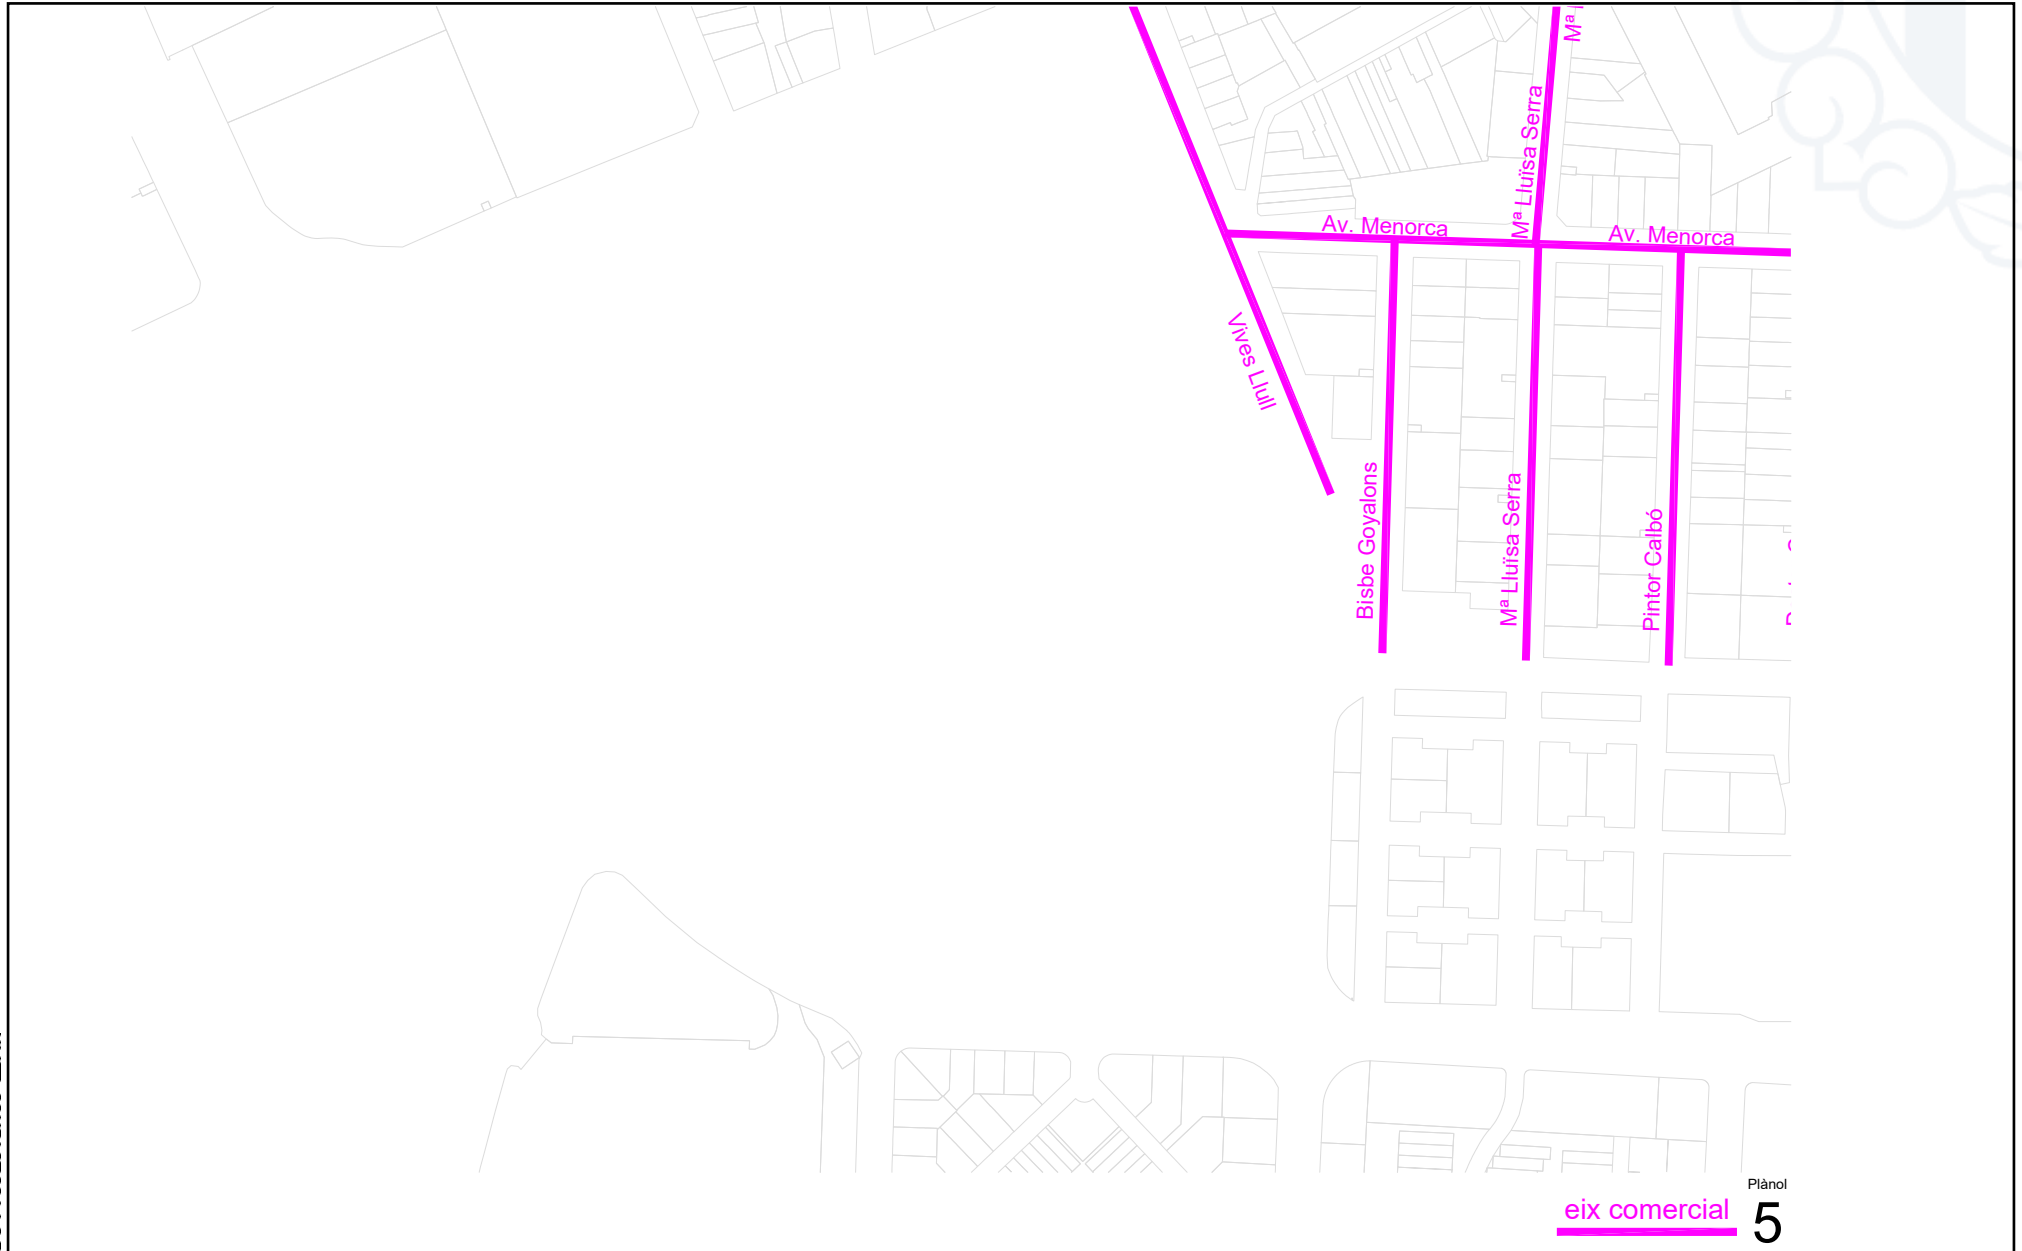 Mª
Mª Lluïsa Serra
Av. Menorca
Av. Menorca
Vives Llull
Bisbe Goyalons
Mª Lluïsa Serra
Pintor Calbó
Plànol
eix comercial
5